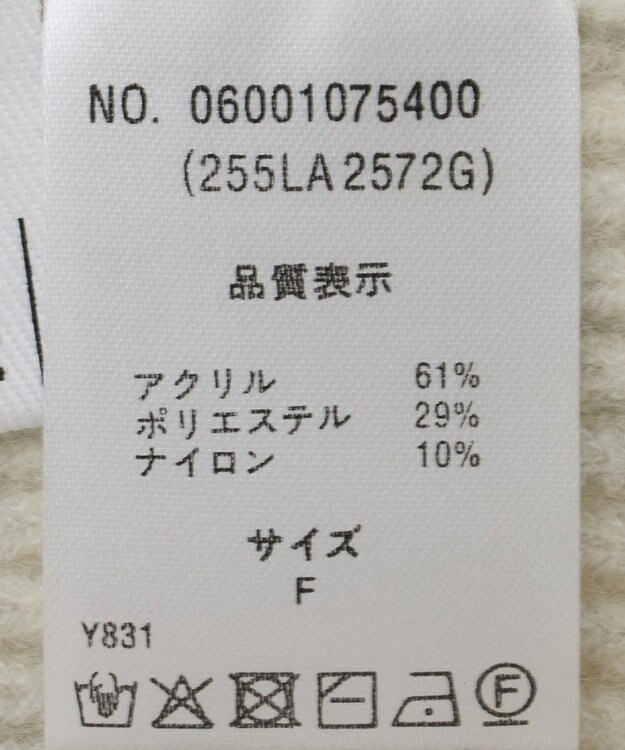 NO. 06001075400
(255LA2572G)
品質表示
アクリル 61%
ポリエステル 29%
ナイロン 10%
サイズ
F
Y831
F